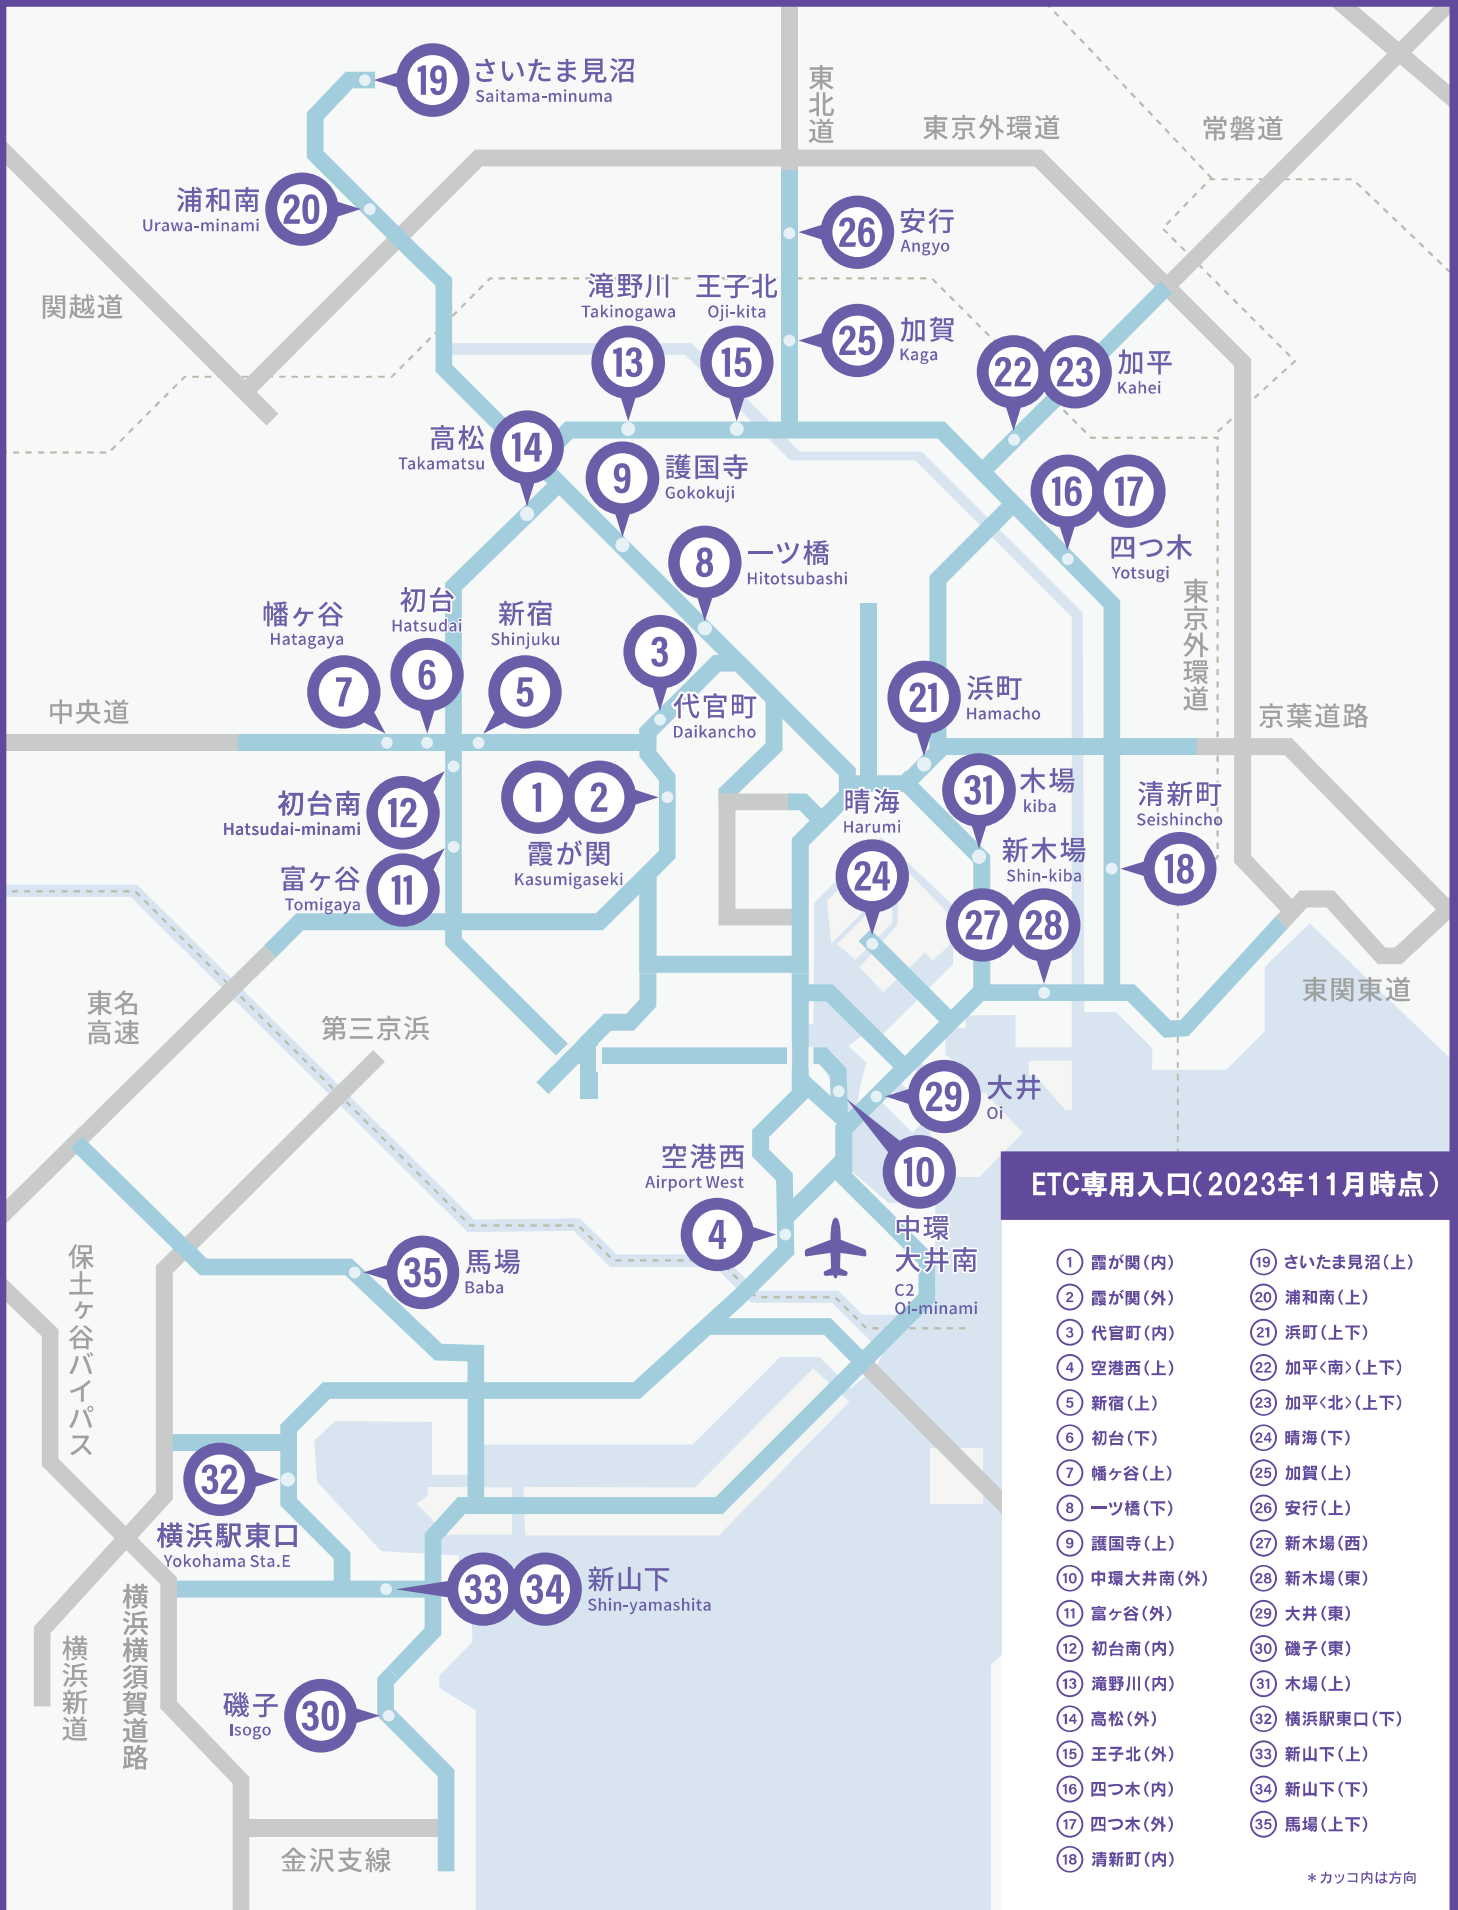 19
さいたま見沼
Saitama-minuma
東北道
東京外環道
常磐道
20
浦和南
Urawa-minami
26
安行
Angyo
関越道
滝野川
Takinogawa
王子北
Oji-kita
25
加賀
Kaga
13
15
22
23
加平
Kahei
高松
Takamatsu
14
9
護国寺
Gokokuji
16
17
四つ木
Yotsugi
8
一ツ橋
Hitotsubashi
東京外環道
幡ヶ谷
Hatagaya
初台
Hatsudai
新宿
Shinjuku
3
代官町
Daikancho
7
6
5
21
浜町
Hamacho
中央道
京葉道路
初台南
Hatsudai-minami
12
1
2
霞が関
Kasumigaseki
31
木場
kiba
晴海
Harumi
清新町
Seishincho
富ヶ谷
Tomigaya
11
24
新木場
Shin-kiba
18
27
28
東名
高速
第三京浜
東関東道
29
大井
Oi
10
中環
大井南
C2
Oi-minami
空港西
Airport West
4
保土ヶ谷バイパス
35
馬場
Baba
32
横浜駅東口
Yokohama Sta.E
33
34
新山下
Shin-yamashita
横浜新道
横浜横須賀道路
磯子
Isogo
30
金沢支線
ETC専用入口(2023年11月時点)
1 霞が関(内)
2 霞が関(外)
3 代官町(内)
4 空港西(上)
5 新宿(上)
6 初台(下)
7 幡ヶ谷(上)
8 一ツ橋(下)
9 護国寺(上)
10 中環大井南(外)
11 富ヶ谷(外)
12 初台南(内)
13 滝野川(内)
14 高松(外)
15 王子北(外)
16 四つ木(内)
17 四つ木(外)
18 清新町(内)
19 さいたま見沼(上)
20 浦和南(上)
21 浜町(上下)
22 加平<南>(上下)
23 加平<北>(上下)
24 晴海(下)
25 加賀(上)
26 安行(上)
27 新木場(西)
28 新木場(東)
29 大井(東)
30 磯子(東)
31 木場(上)
32 横浜駅東口(下)
33 新山下(上)
34 新山下(下)
35 馬場(上下)
＊カッコ内は方向